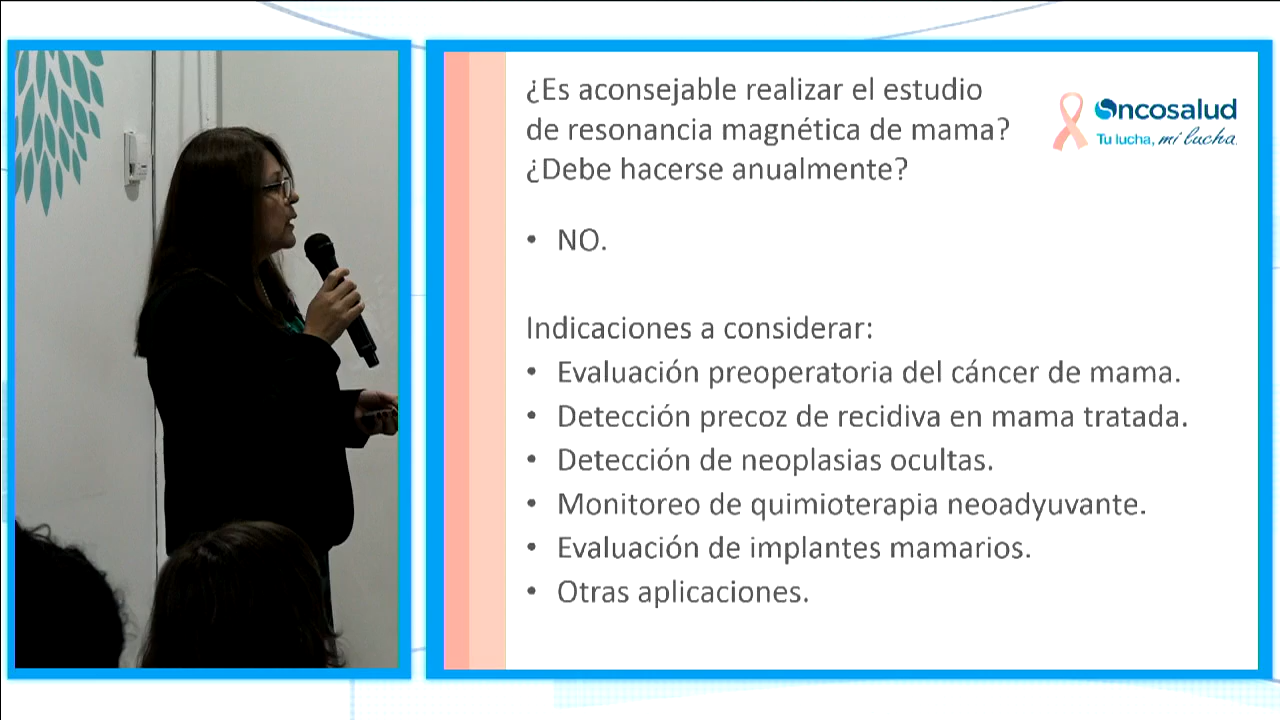 ¿Es aconsejable realizar el estudio
de resonancia magnética de mama?
¿Debe hacerse anualmente?
Oncosalud
Tu lucha, mi lucha.
• NO.
Indicaciones a considerar:
• Evaluación preoperatoria del cáncer de mama.
• Detección precoz de recidiva en mama tratada.
• Detección de neoplasias ocultas.
• Monitoreo de quimioterapia neoadyuvante.
• Evaluación de implantes mamarios.
• Otras aplicaciones.